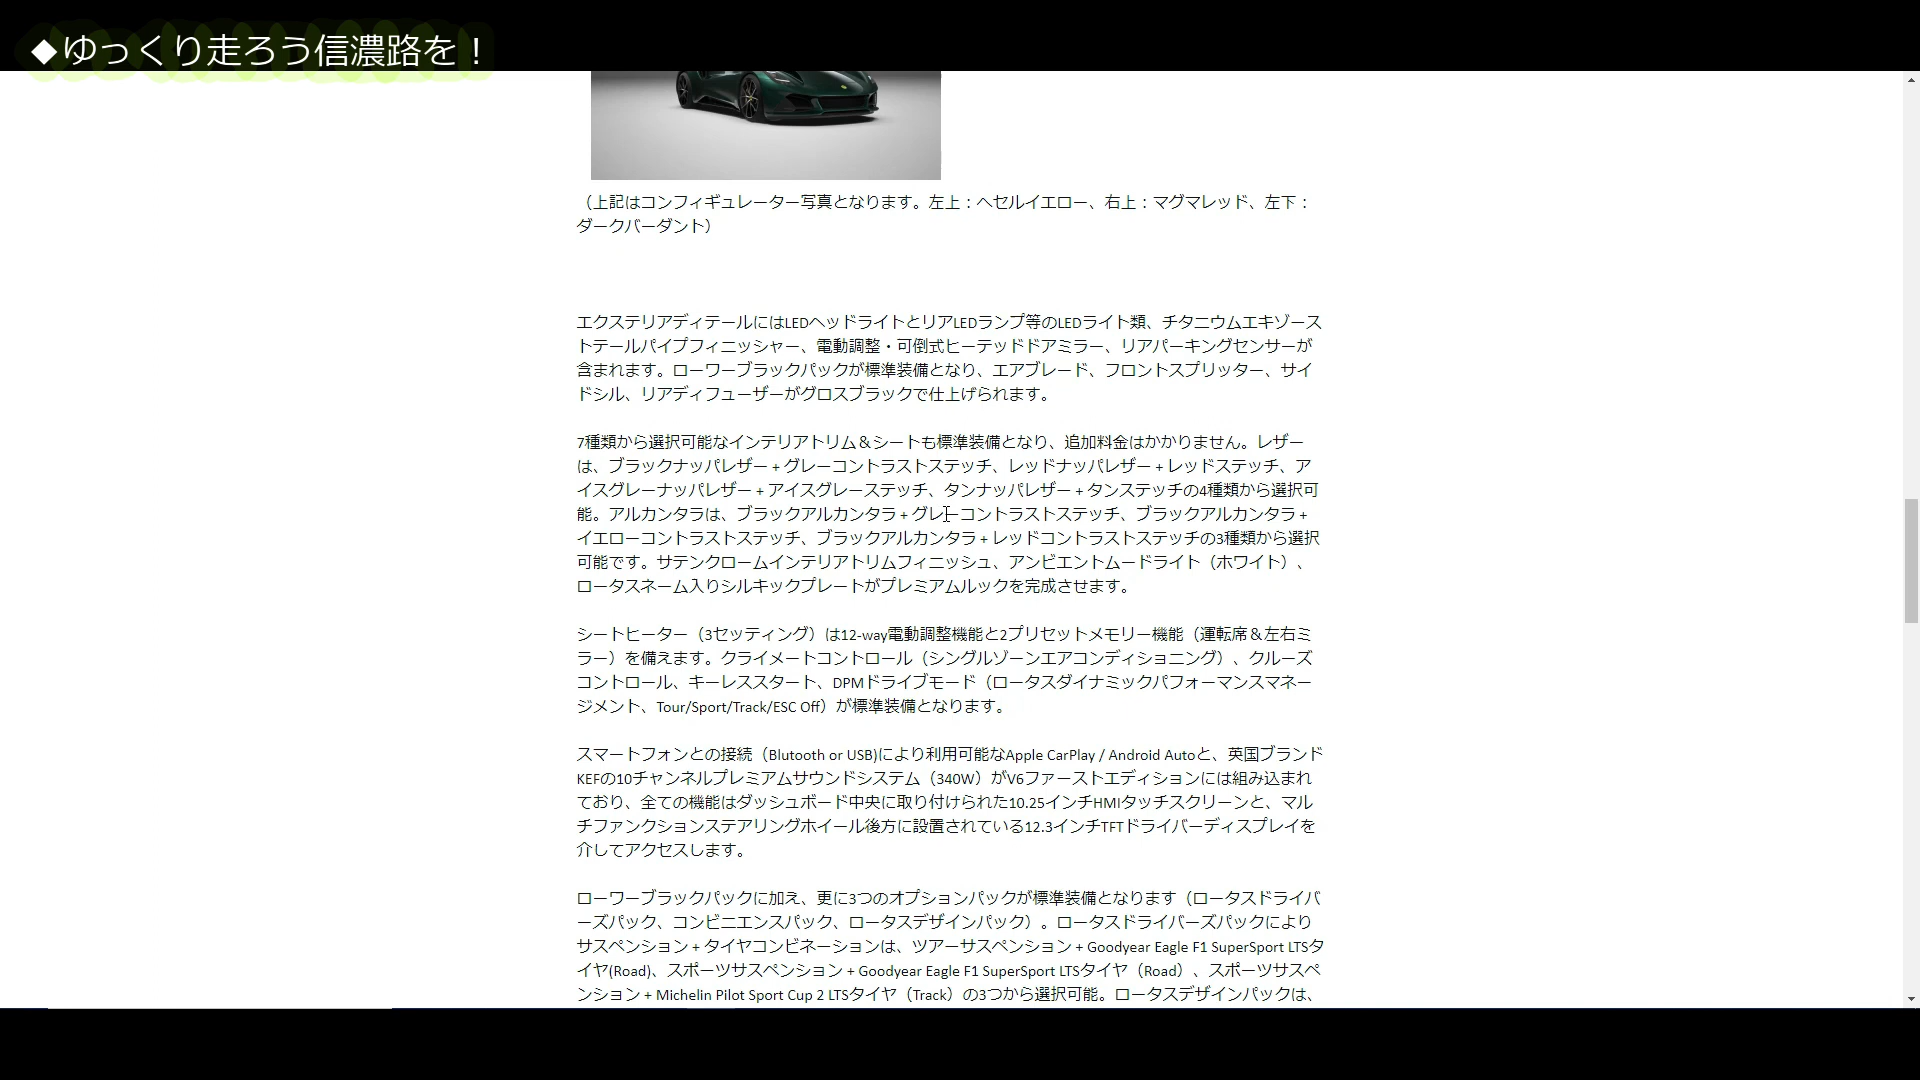 ◆ゆっくり走ろう信濃路を！
（上記はコンフィギュレーター写真となります。左上：ヘセルイエロー、右上：マグマレッド、左下：
ダークバーダント）
エクステリアディテールにはLEDヘッドライトとリアLEDランプ等のLEDライト類、チタニウムエキゾース
トテールパイプフィニッシャー、電動調整・可倒式ヒーテッドドアミラー、リアパーキングセンサーが
含まれます。ローワーブラックパックが標準装備となり、エアブレード、フロントスプリッター、サイ
ドシル、リアディフューザーがグロスブラックで仕上げられます。
7種類から選択可能なインテリアトリム＆シートも標準装備となり、追加料金はかかりません。レザー
は、ブラックナッパレザー + グレーコントラストステッチ、レッドナッパレザー + レッドステッチ、ア
イスグレーナッパレザー + アイスグレーステッチ、タンナッパレザー + タンステッチの4種類から選択可
能。アルカンタラは、ブラックアルカンタラ + グレーコントラストステッチ、ブラックアルカンタラ +
イエローコントラストステッチ、ブラックアルカンタラ + レッドコントラストステッチの3種類から選択
可能です。サテンクロームインテリアトリムフィニッシュ、アンビエントムードライト（ホワイト）、
ロータスネーム入りシルキックプレートがプレミアムルックを完成させます。
シートヒーター（3セッティング）は12-way電動調整機能と2プリセットメモリー機能（運転席＆左右ミ
ラー）を備えます。クライメートコントロール（シングルゾーンエアコンディショニング）、クルーズ
コントロール、キーレススタート、DPMドライブモード（ロータスダイナミックパフォーマンスマネー
ジメント、Tour/Sport/Track/ESC Off）が標準装備となります。
スマートフォンとの接続（Blutooth or USB)により利用可能なApple CarPlay / Android Autoと、英国ブランド
KEFの10チャンネルプレミアムサウンドシステム（340W）がV6ファーストエディションには組み込まれ
ており、全ての機能はダッシュボード中央に取り付けられた10.25インチHMIタッチスクリーンと、マル
チファンクションステアリングホイール後方に設置されている12.3インチTFTドライバーディスプレイを
介してアクセスします。
ローワーブラックパックに加え、更に3つのオプションパックが標準装備となります（ロータスドライバ
ーズパック、コンビニエンスパック、ロータスデザインパック）。ロータスドライバーズパックにより
サスペンション + タイヤコンビネーションは、ツアーサスペンション + Goodyear Eagle F1 SuperSport LTSタ
イヤ(Road)、スポーツサスペンション + Goodyear Eagle F1 SuperSport LTSタイヤ（Road）、スポーツサスペ
ンション + Michelin Pilot Sport Cup 2 LTSタイヤ（Track）の3つから選択可能。ロータスデザインパックは、